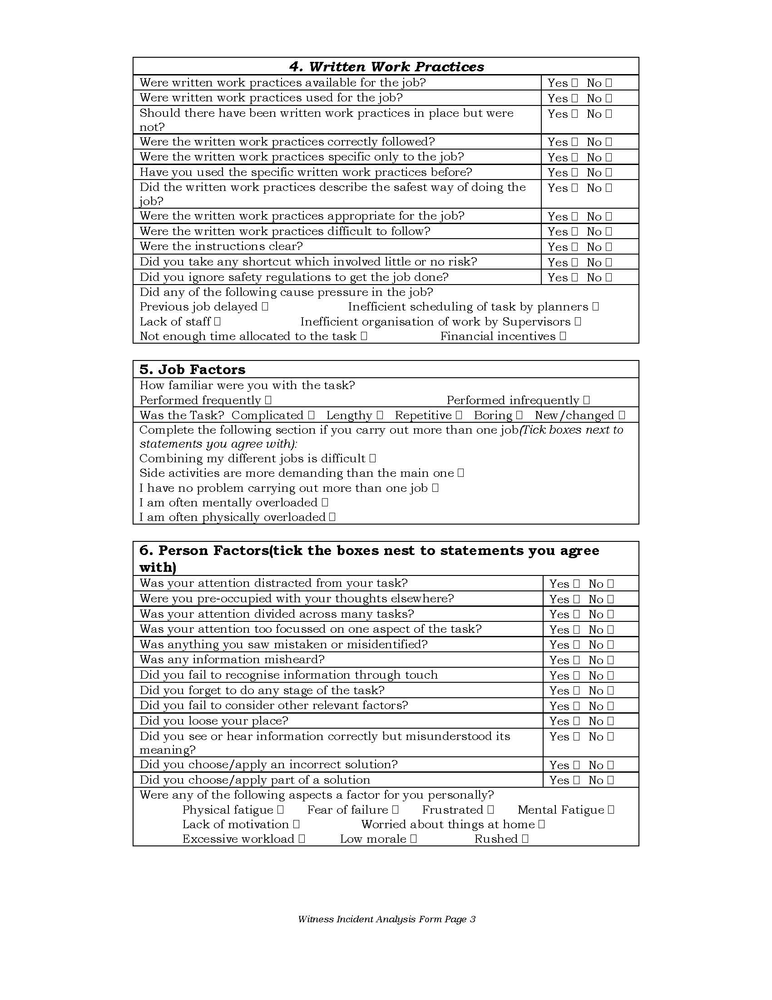 4. Written Work Practices
Were written work practices available for the job? Yes ☐ No ☐
Were written work practices used for the job? Yes ☐ No ☐
Should there have been written work practices in place but were Yes ☐ No ☐
not?
Were the written work practices correctly followed? Yes ☐ No ☐
Were the written work practices specific only to the job? Yes ☐ No ☐
Have you used the specific written work practices before? Yes ☐ No ☐
Did the written work practices describe the safest way of doing the Yes ☐ No ☐
job?
Were the written work practices appropriate for the job? Yes ☐ No ☐
Were the written work practices difficult to follow? Yes ☐ No ☐
Were the instructions clear? Yes ☐ No ☐
Did you take any shortcut which involved little or no risk? Yes ☐ No ☐
Did you ignore safety regulations to get the job done? Yes ☐ No ☐
Did any of the following cause pressure in the job?
Previous job delayed ☐ Inefficient scheduling of task by planners ☐
Lack of staff ☐ Inefficient organisation of work by Supervisors ☐
Not enough time allocated to the task ☐ Financial incentives ☐
5. Job Factors
How familiar were you with the task?
Performed frequently ☐ Performed infrequently ☐
Was the Task? Complicated ☐ Lengthy ☐ Repetitive ☐ Boring ☐ New/changed ☐
Complete the following section if you carry out more than one job(Tick boxes next to
statements you agree with):
Combining my different jobs is difficult ☐
Side activities are more demanding than the main one ☐
I have no problem carrying out more than one job ☐
I am often mentally overloaded ☐
I am often physically overloaded ☐
6. Person Factors(tick the boxes nest to statements you agree
with)
Was your attention distracted from your task? Yes ☐ No ☐
Were you pre-occupied with your thoughts elsewhere? Yes ☐ No ☐
Was your attention divided across many tasks? Yes ☐ No ☐
Was your attention too focussed on one aspect of the task? Yes ☐ No ☐
Was anything you saw mistaken or misidentified? Yes ☐ No ☐
Was any information misheard? Yes ☐ No ☐
Did you fail to recognise information through touch Yes ☐ No ☐
Did you forget to do any stage of the task? Yes ☐ No ☐
Did you fail to consider other relevant factors? Yes ☐ No ☐
Did you loose your place? Yes ☐ No ☐
Did you see or hear information correctly but misunderstood its Yes ☐ No ☐
meaning?
Did you choose/apply an incorrect solution? Yes ☐ No ☐
Did you choose/apply part of a solution Yes ☐ No ☐
Were any of the following aspects a factor for you personally?
Physical fatigue ☐ Fear of failure ☐ Frustrated ☐ Mental Fatigue ☐
Lack of motivation ☐ Worried about things at home ☐
Excessive workload ☐ Low morale ☐ Rushed ☐
Witness Incident Analysis Form Page 3